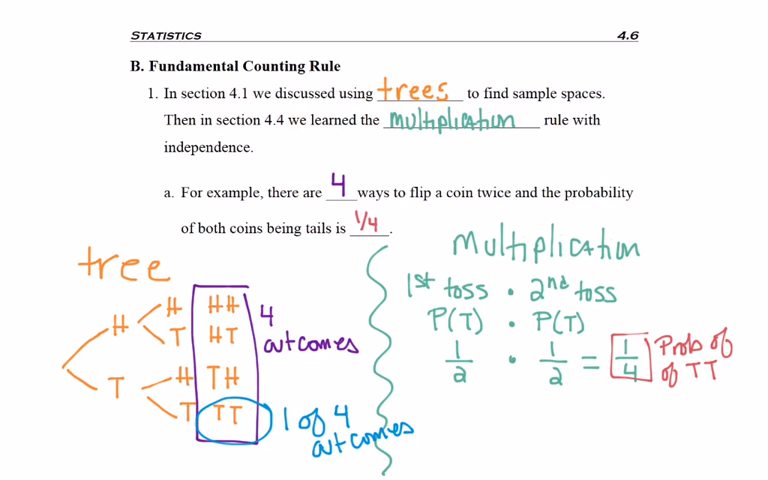 STATISTICS 4.6
B. Fundamental Counting Rule
1. In section 4.1 we discussed using trees to find sample spaces.
Then in section 4.4 we learned the multiplication rule with
independence.
a. For example, there are 4 ways to flip a coin twice and the probability
of both coins being tails is 1/4.
tree
H
T
H
T
H
T
HH
HT
TH
TT
4
outcomes
1 of 4
outcomes
multiplication
1st toss · 2nd toss
P(T) · P(T)
1/2 · 1/2 = 1/4
Prob of
of TT